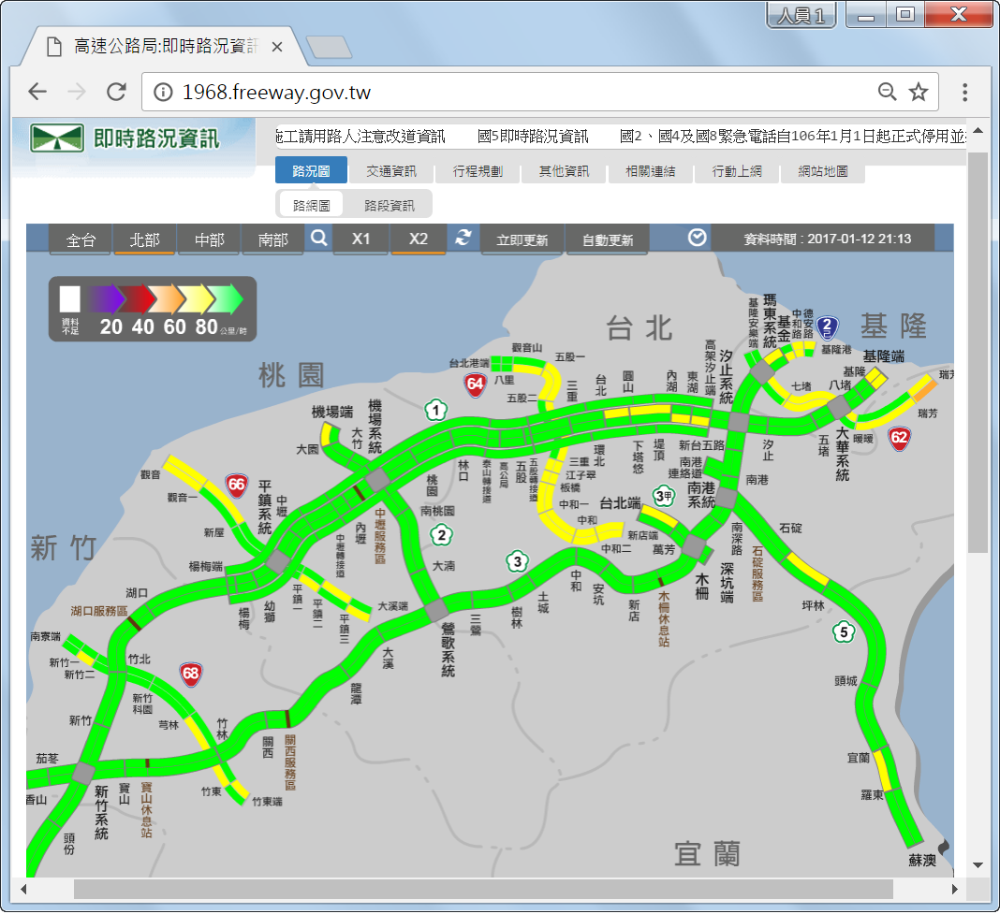 人員 1
高速公路局:即時路況資訊
1968.freeway.gov.tw
即時路況資訊
施工請用路人注意改道資訊 國5即時路況資訊 國2、國4及國8緊急電話自106年1月1日起正式停用並
路況圖 交通資訊 行程規劃 其他資訊 相關連結 行動上網 網站地圖
路網圖 路段資訊
全台 北部 中部 南部 X1 X2 立即更新 自動更新 資料時間 : 2017-01-12 21:13
資料不足 20 40 60 80 公里/時
台北
基隆
桃園
新竹
宜蘭
基隆安樂端
瑪東系統
基金
中和路
德安路
2己
基隆港
基隆端
基隆
瑞芳
瑞芳
七堵
八堵
暖暖
62
大華系統
五堵
汐止
汐止系統
高架汐止端
東湖
內湖
圓山
台北
三重
五股一
觀音山
台北港端
八里
64
五股二
1
機場端
機場系統
大竹
大園
林口
泰山轉接道
高公局
五股
五股轉接道
三重
江子翠
板橋
中和一
中和
中和二
環北
下塔悠
堤頂
新台五路
南港連絡道
南港系統
南港
台北端
3甲
新店端
萬芳
木柵
深坑端
南深路
石碇服務區
石碇
坪林
5
頭城
宜蘭
羅東
蘇澳
觀音
66
觀音一
新屋
平鎮系統
中壢
桃園
南桃園
2
大湳
中壢服務區
內壢
中壢轉接道
楊梅端
楊梅
幼獅
平鎮一
平鎮二
平鎮三
大溪端
湖口
湖口服務區
3
中和
安坑
新店
木柵休息站
土城
樹林
三鶯
鶯歌系統
大溪
龍潭
南寮端
新竹一
新竹二
竹北
68
新竹科園
芎林
竹林
關西
關西服務區
新竹
茄苳
香山
新竹系統
寶山
寶山休息站
竹東
竹東端
頭份